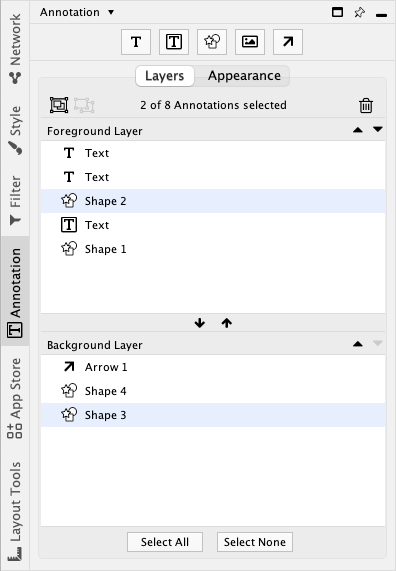 Annotation
Network
Style
Filter
Annotation
App Store
Layout Tools
T
T
Layers
Appearance
2 of 8 Annotations selected
Foreground Layer
T Text
T Text
Shape 2
T Text
Shape 1
Background Layer
Arrow 1
Shape 4
Shape 3
Select All
Select None